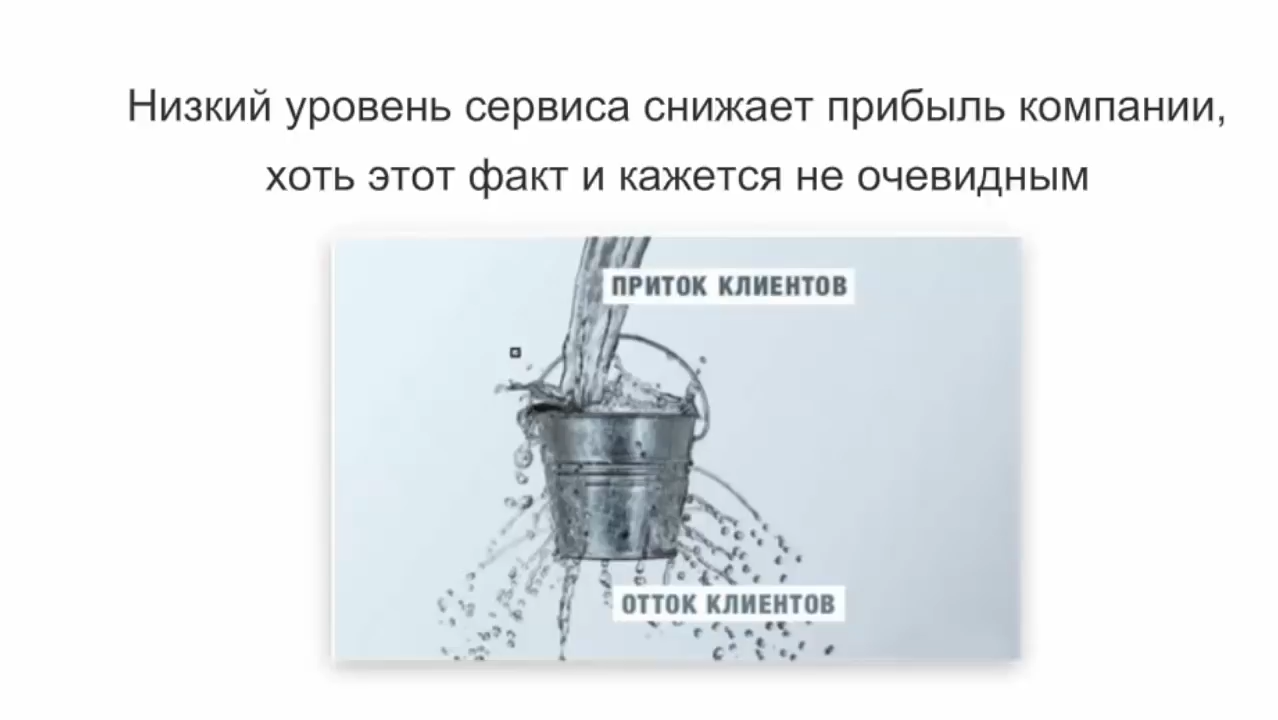 Низкий уровень сервиса снижает прибыль компании,
хоть этот факт и кажется не очевидным
ПРИТОК КЛИЕНТОВ
ОТТОК КЛИЕНТОВ